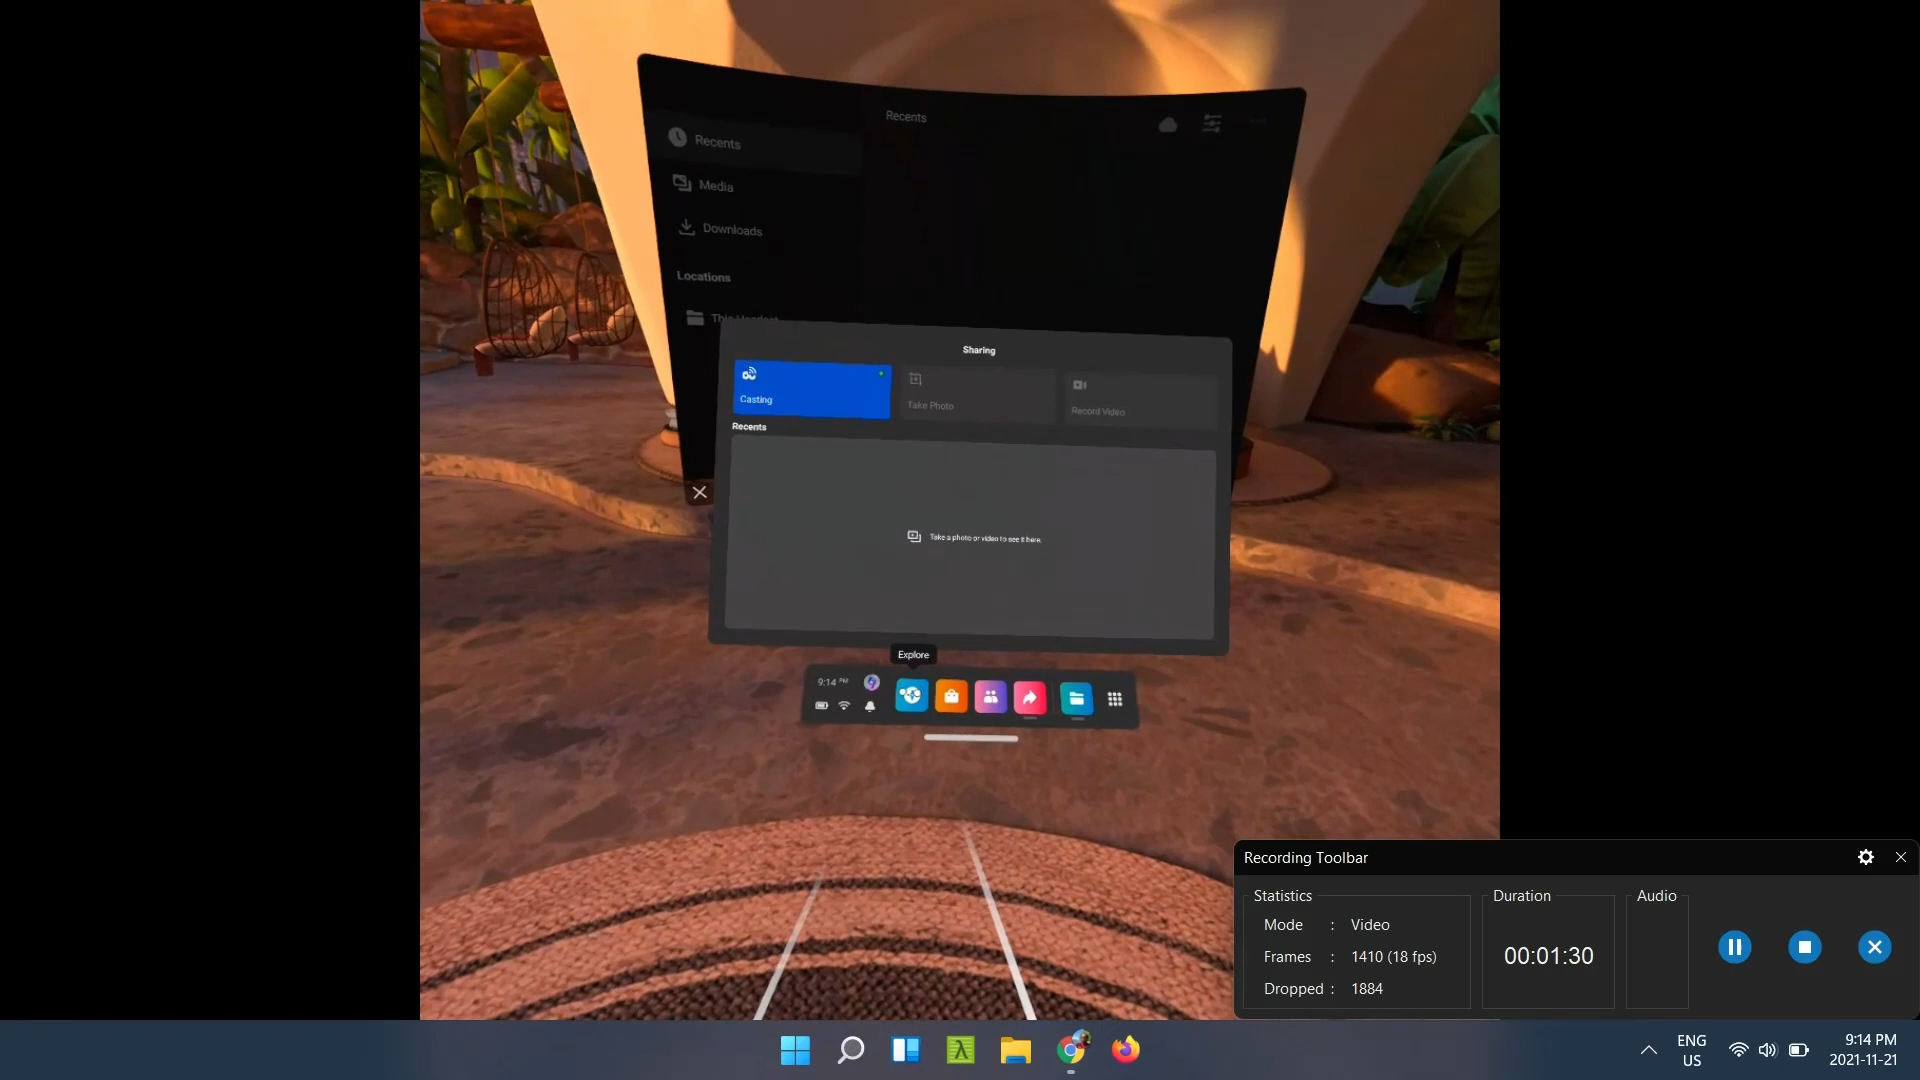 Recents
Recents
Media
Downloads
Locations
Sharing
Casting
Take Photo
Record Video
Recents
Take a photo or video to see it here.
Explore
9:14 PM
Recording Toolbar
Statistics
Mode : Video
Frames : 1410 (18 fps)
Dropped : 1884
Duration
00:01:30
Audio
ENG
US
9:14 PM
2021-11-21